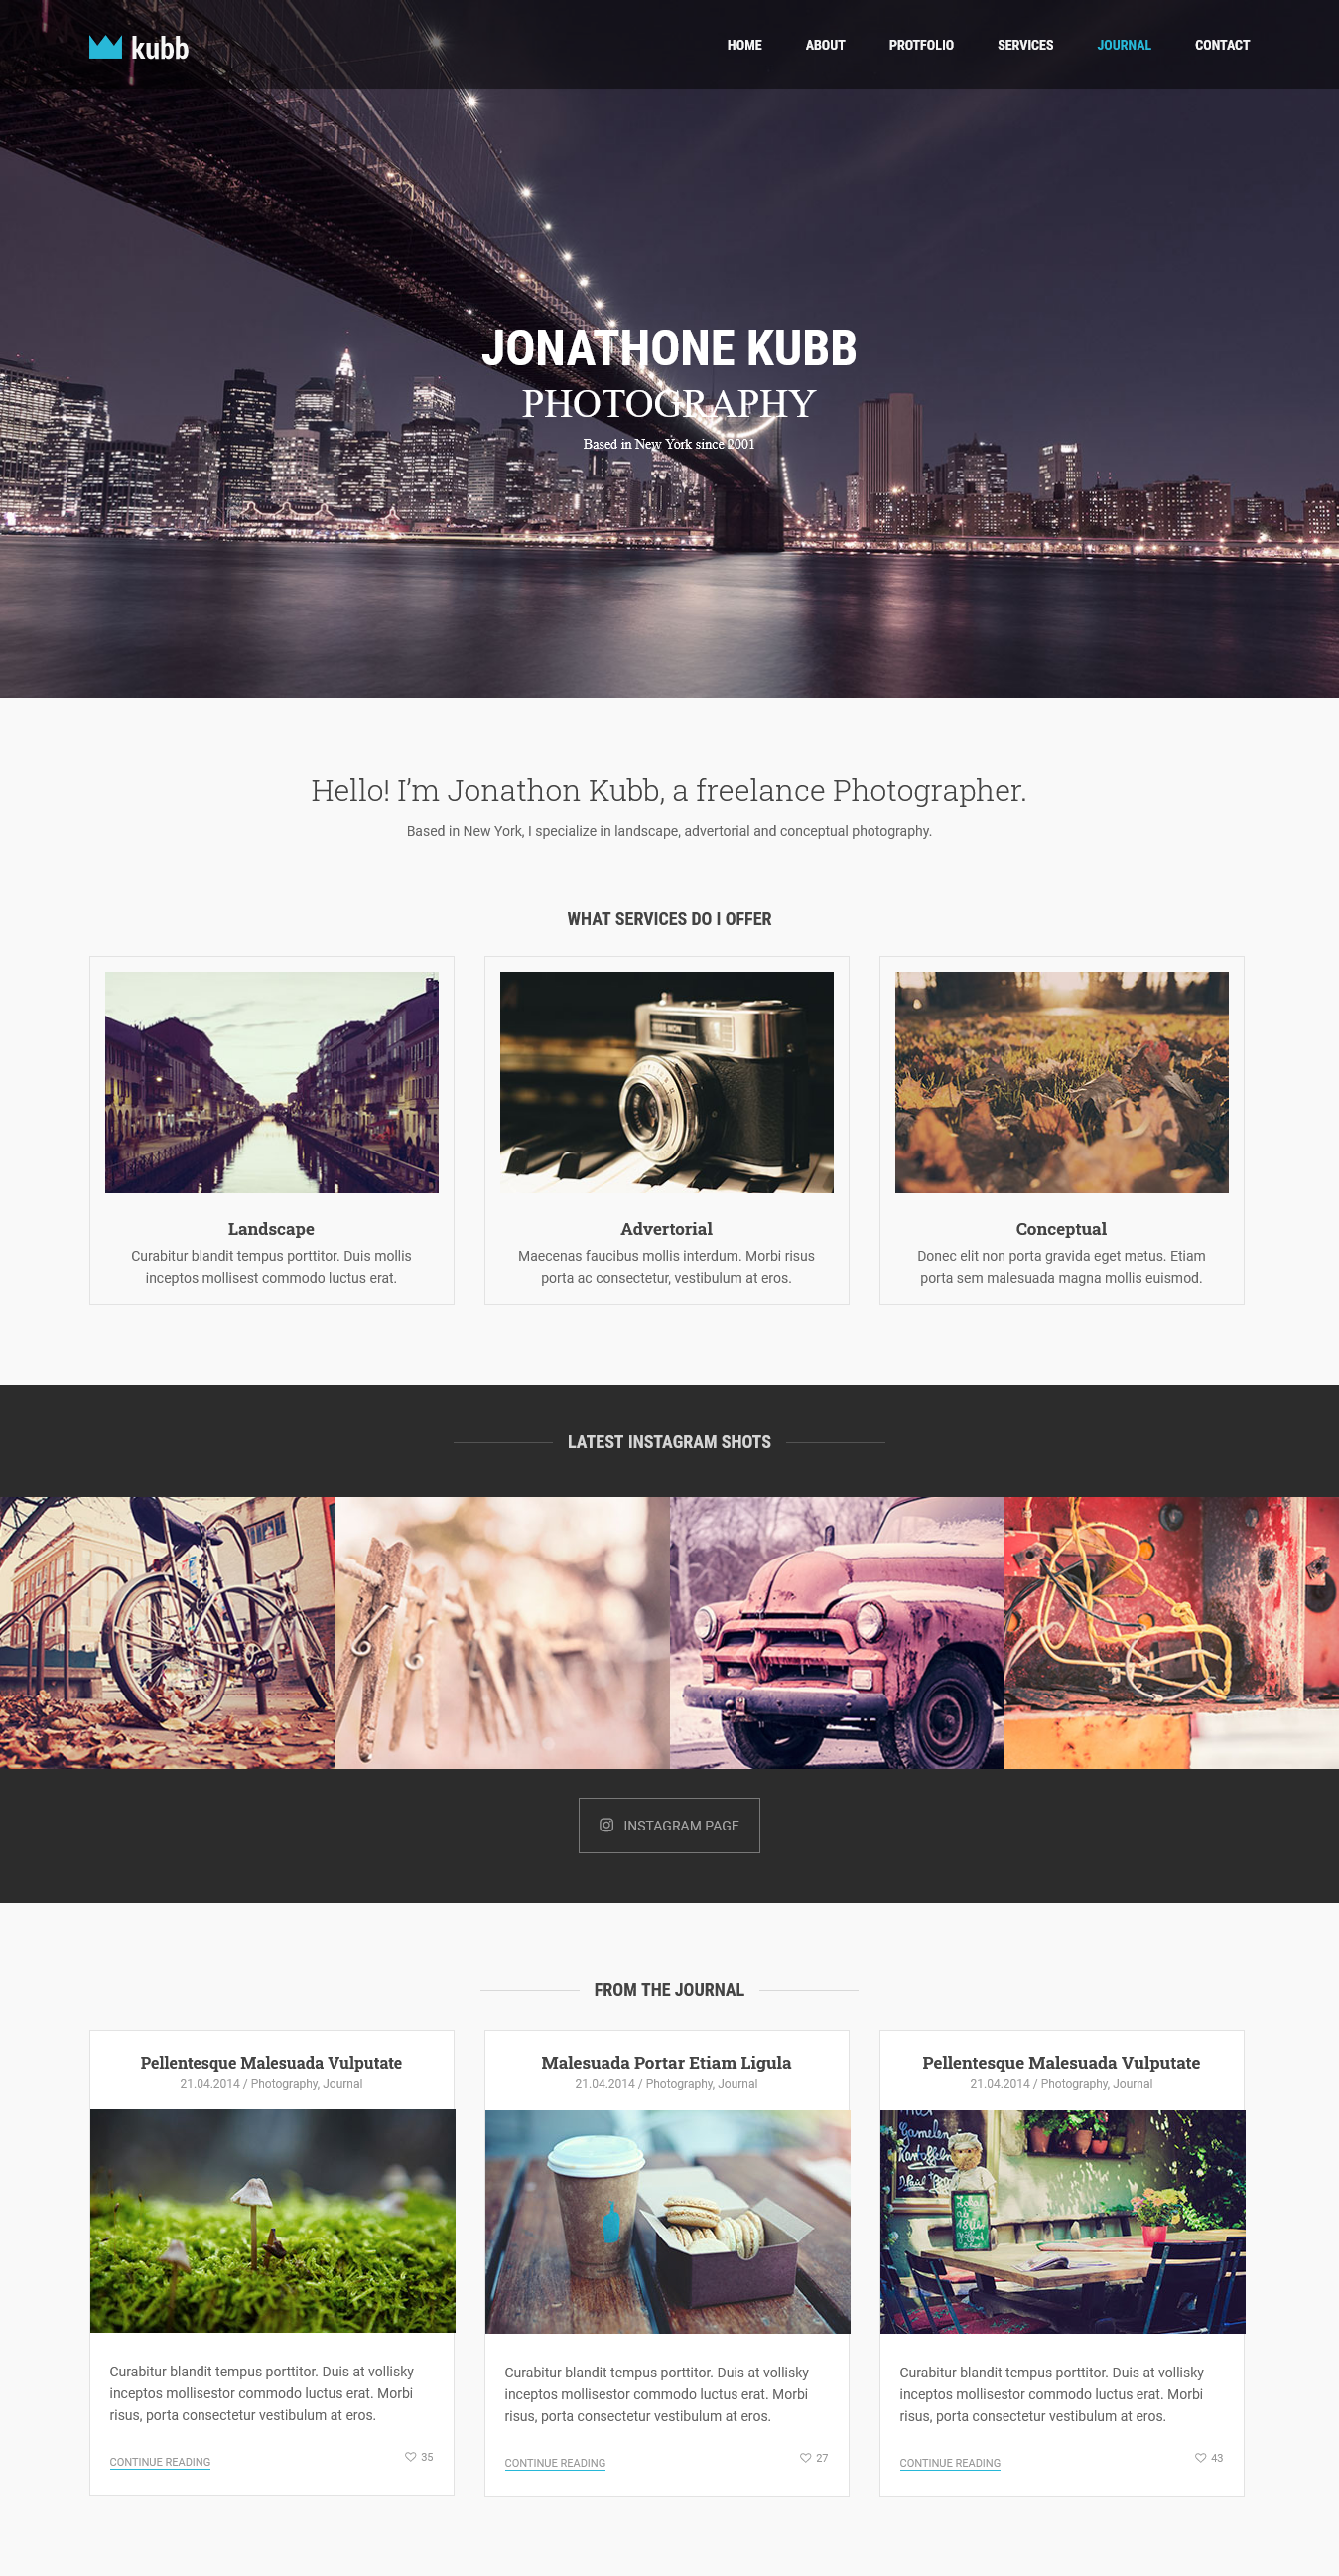 kubb
HOME ABOUT PROTFOLIO SERVICES JOURNAL CONTACT
JONATHONE KUBB
PHOTOGRAPHY
Based in New York since 2001
Hello! I’m Jonathon Kubb, a freelance Photographer.
Based in New York, I specialize in landscape, advertorial and conceptual photography.
WHAT SERVICES DO I OFFER
Landscape
Curabitur blandit tempus porttitor. Duis mollis
inceptos mollisest commodo luctus erat.
Advertorial
Maecenas faucibus mollis interdum. Morbi risus
porta ac consectetur, vestibulum at eros.
Conceptual
Donec elit non porta gravida eget metus. Etiam
porta sem malesuada magna mollis euismod.
LATEST INSTAGRAM SHOTS
INSTAGRAM PAGE
FROM THE JOURNAL
Pellentesque Malesuada Vulputate
21.04.2014 / Photography, Journal
Curabitur blandit tempus porttitor. Duis at vollisky
inceptos mollisestor commodo luctus erat. Morbi
risus, porta consectetur vestibulum at eros.
CONTINUE READING 35
Malesuada Portar Etiam Ligula
21.04.2014 / Photography, Journal
Curabitur blandit tempus porttitor. Duis at vollisky
inceptos mollisestor commodo luctus erat. Morbi
risus, porta consectetur vestibulum at eros.
CONTINUE READING 27
Pellentesque Malesuada Vulputate
21.04.2014 / Photography, Journal
Gamelen
Kartoffeln
Curabitur blandit tempus porttitor. Duis at vollisky
inceptos mollisestor commodo luctus erat. Morbi
risus, porta consectetur vestibulum at eros.
CONTINUE READING 43